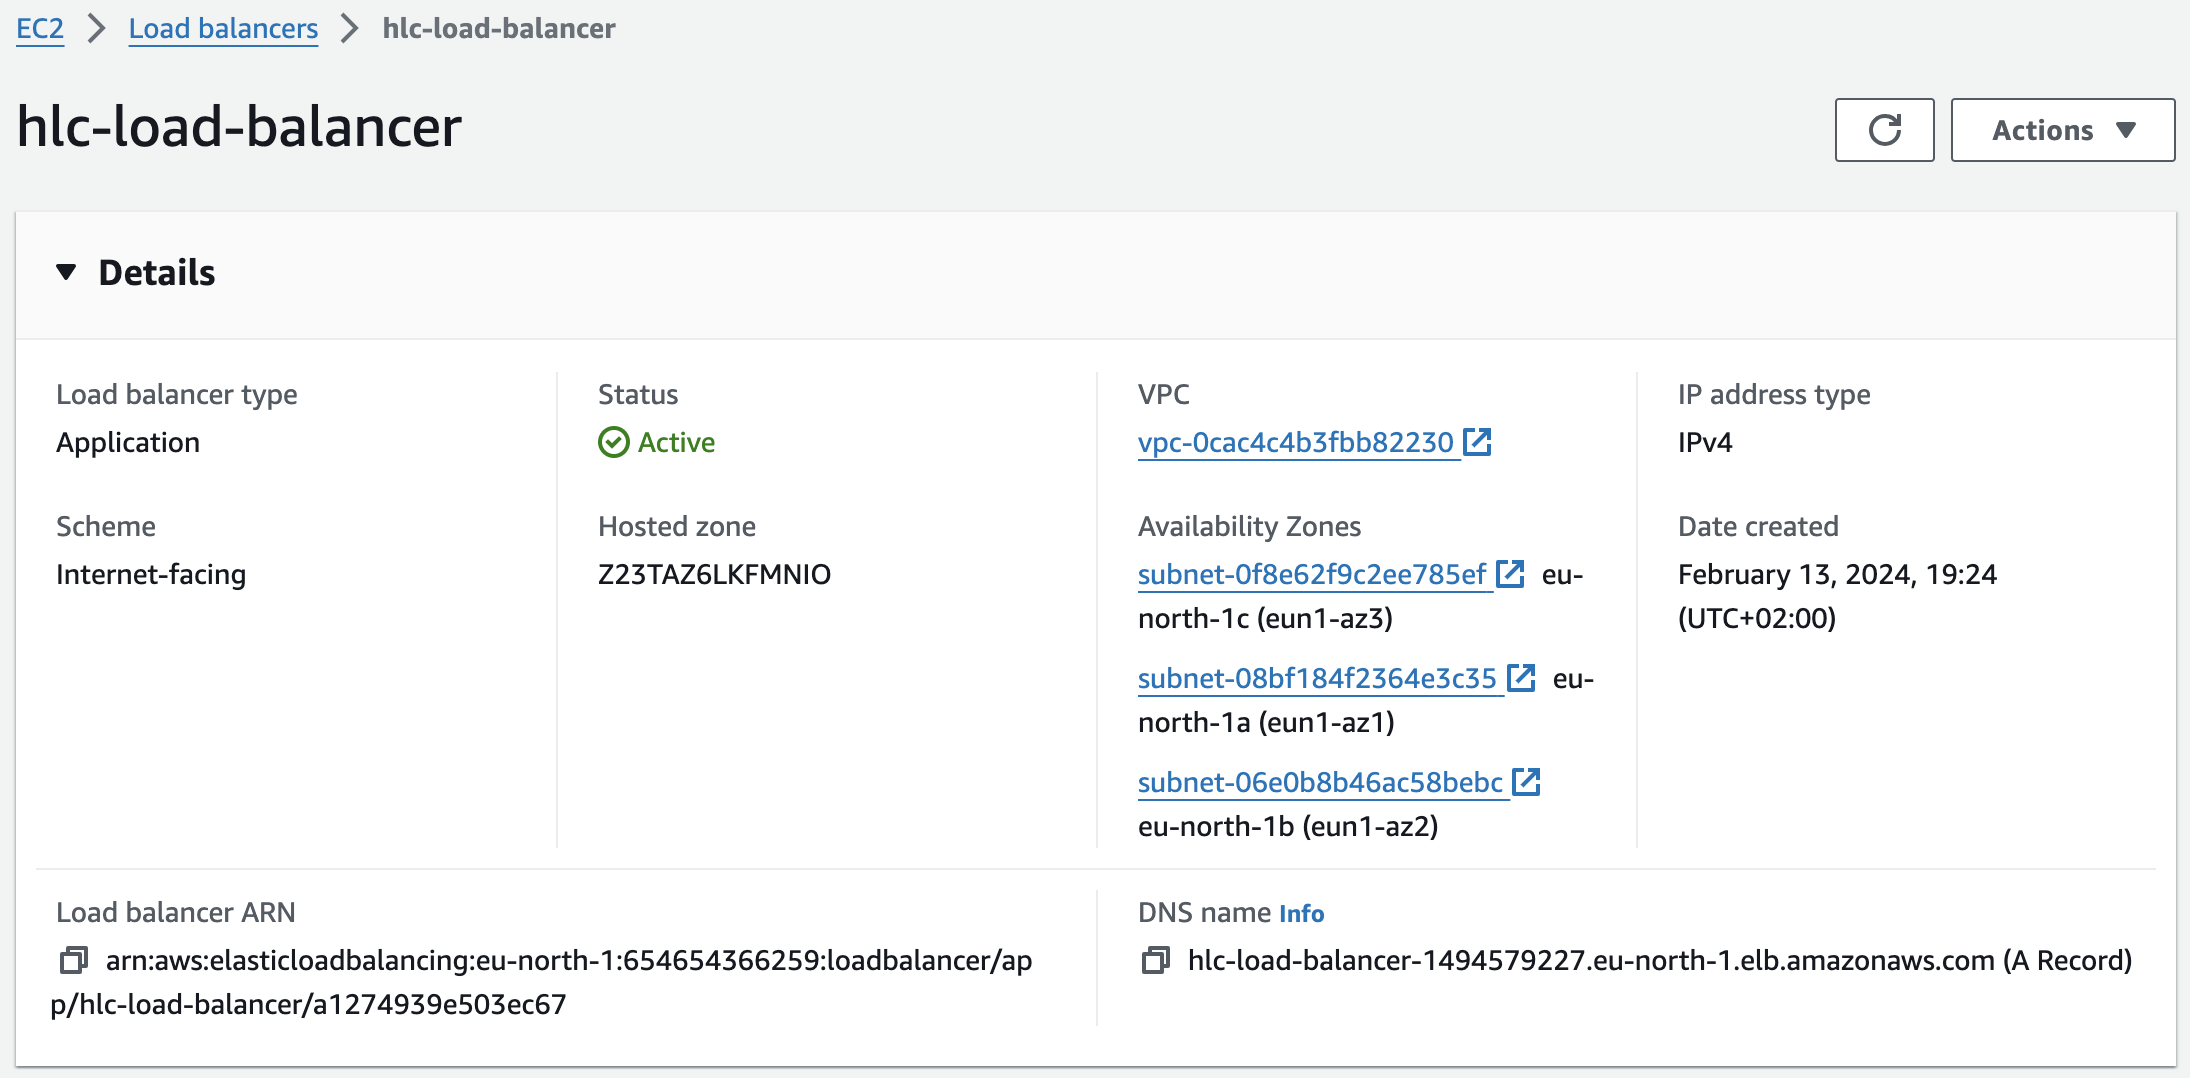 EC2 > Load balancers > hlc-load-balancer
hlc-load-balancer
Actions
Details
Load balancer type
Application
Scheme
Internet-facing
Status
Active
Hosted zone
Z23TAZ6LKFMNIO
VPC
vpc-0cac4c4b3fbb82230
Availability Zones
subnet-0f8e62f9c2ee785ef eu-
north-1c (eun1-az3)
subnet-08bf184f2364e3c35 eu-
north-1a (eun1-az1)
subnet-06e0b8b46ac58bebc
eu-north-1b (eun1-az2)
IP address type
IPv4
Date created
February 13, 2024, 19:24
(UTC+02:00)
Load balancer ARN
arn:aws:elasticloadbalancing:eu-north-1:654654366259:loadbalancer/ap
p/hlc-load-balancer/a1274939e503ec67
DNS name Info
hlc-load-balancer-1494579227.eu-north-1.elb.amazonaws.com (A Record)